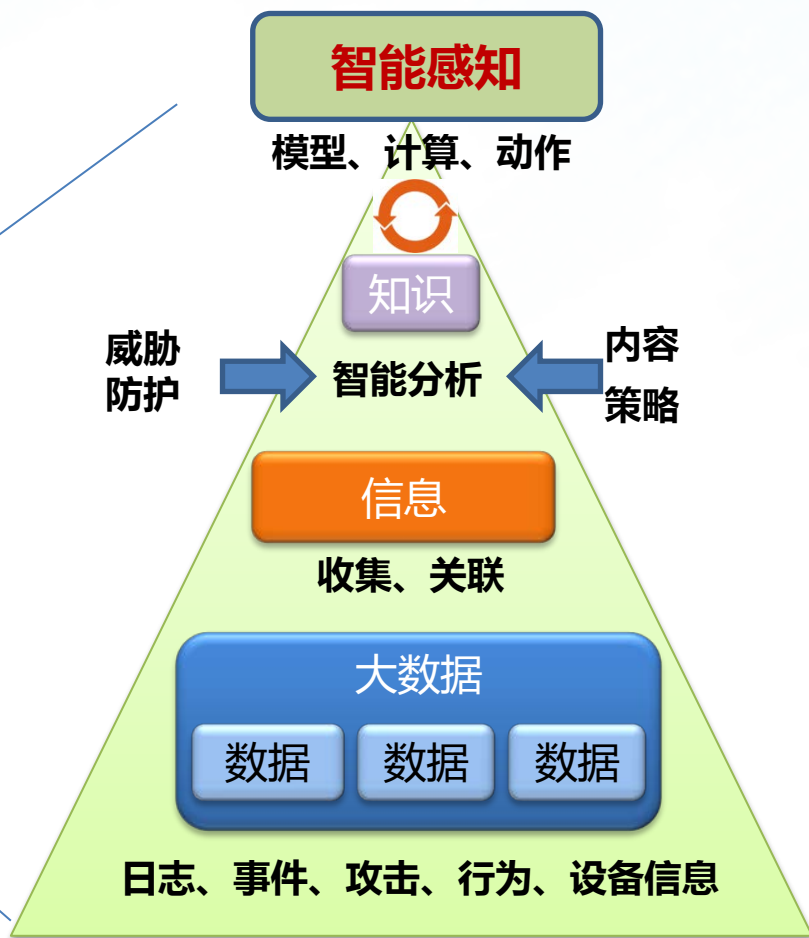 智能感知
模型、计算、动作
知识
威胁
防护
智能分析
内容
策略
信息
收集、关联
大数据
数据 数据 数据
日志、事件、攻击、行为、设备信息